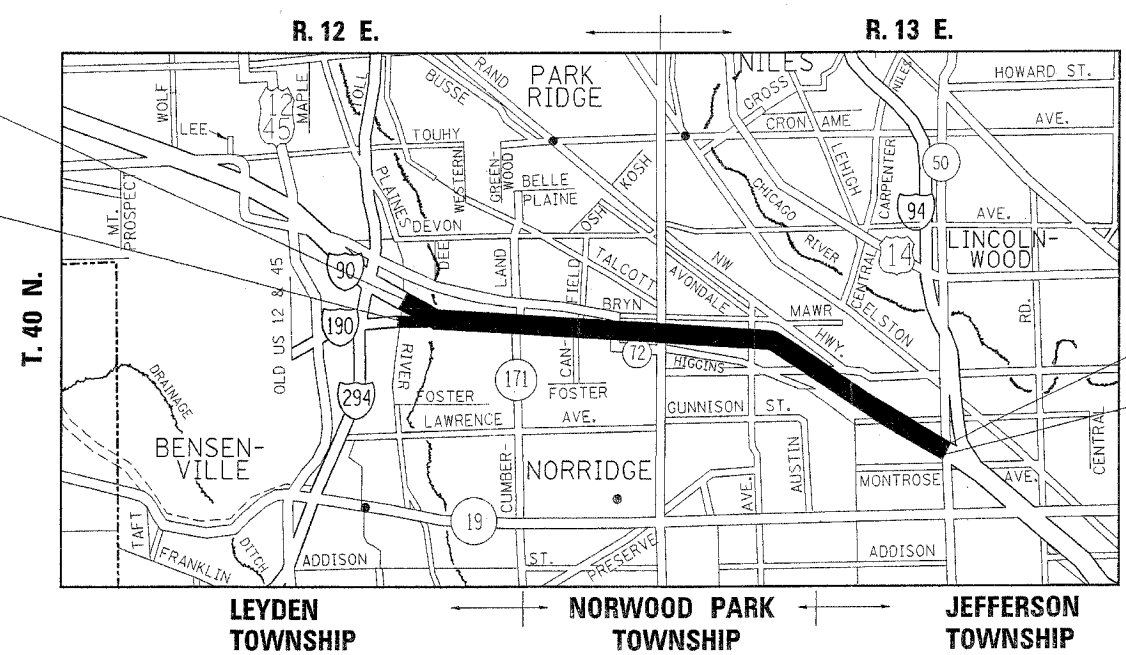 R. 12 E.
R. 13 E.
T. 40 N.
WOLF
12
45
MAPLE
TOLL
LEE
RAND
BUSSE
PARK
RIDGE
NILES
GROSS
NILES
HOWARD ST.
TOUHY
CRON-AME
AVE.
WESTERN
GREEN-
WOOD
BELLE
PLAINE
KOSH
OSH
LEHIGH
CARPENTER
50
94
MT.
PROSPECT
PLAINES
DEVON
DEE
CHICAGO
RIVER
AVE.
14
LINCOLN-
WOOD
OLD US 12 & 45
90
190
294
LAND
FIELD
TALCOTT
NW
AVONDALE
BRYN
MAWR
HWY.
CENTRAL
ELSTON
RD.
RIVER
171
CAN-
72
HIGGINS
FOSTER
FOSTER
LAWRENCE
AVE.
GUNNISON
ST.
DRAINAGE
BENSEN-
VILLE
CUMBER-
NORRIDGE
AVE.
AUSTIN
MONTROSE
AVE.
CENTRAL
19
TAFT
FRANKLIN
DITCH
ADDISON
ST.
PRESERVE
ADDISON
LEYDEN
TOWNSHIP
NORWOOD PARK
TOWNSHIP
JEFFERSON
TOWNSHIP